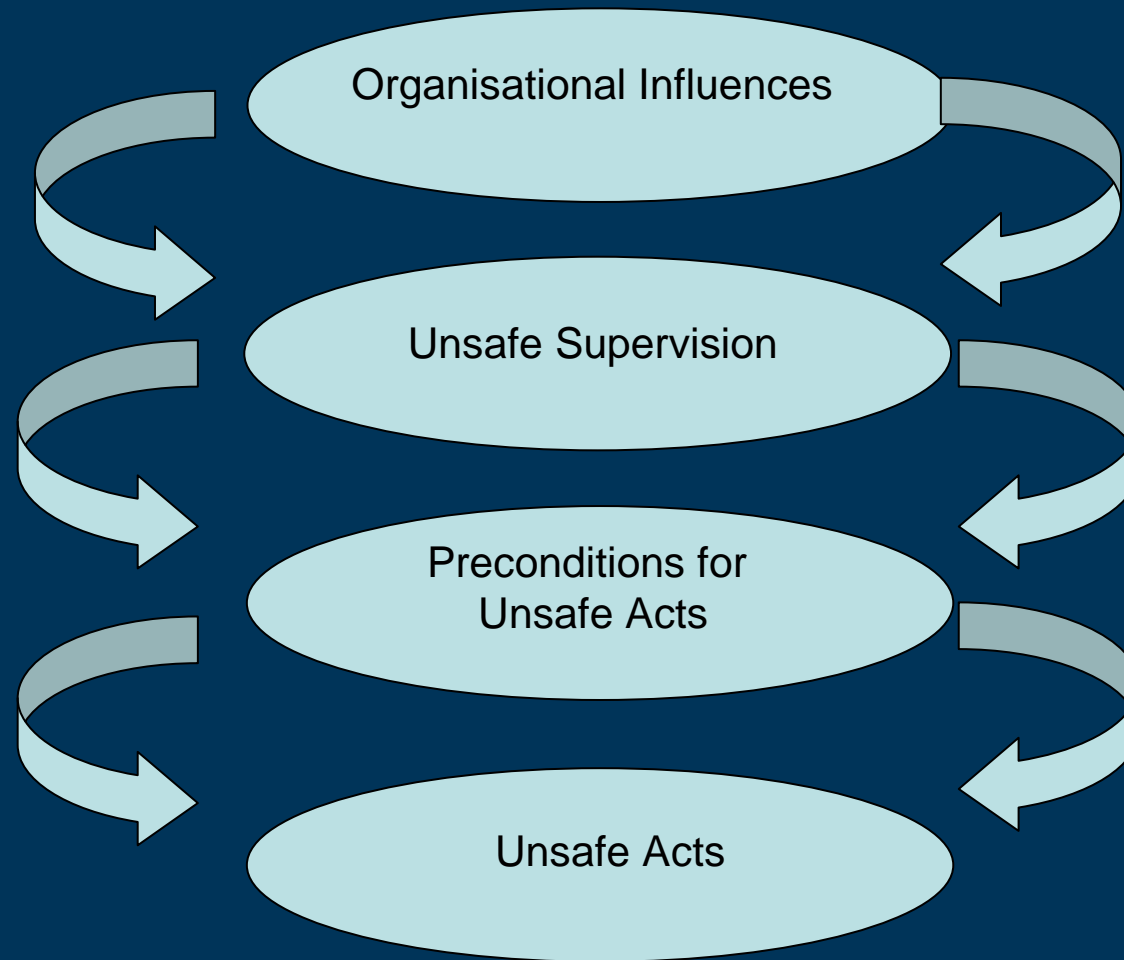 Organisational Influences
Unsafe Supervision
Preconditions for
Unsafe Acts
Unsafe Acts